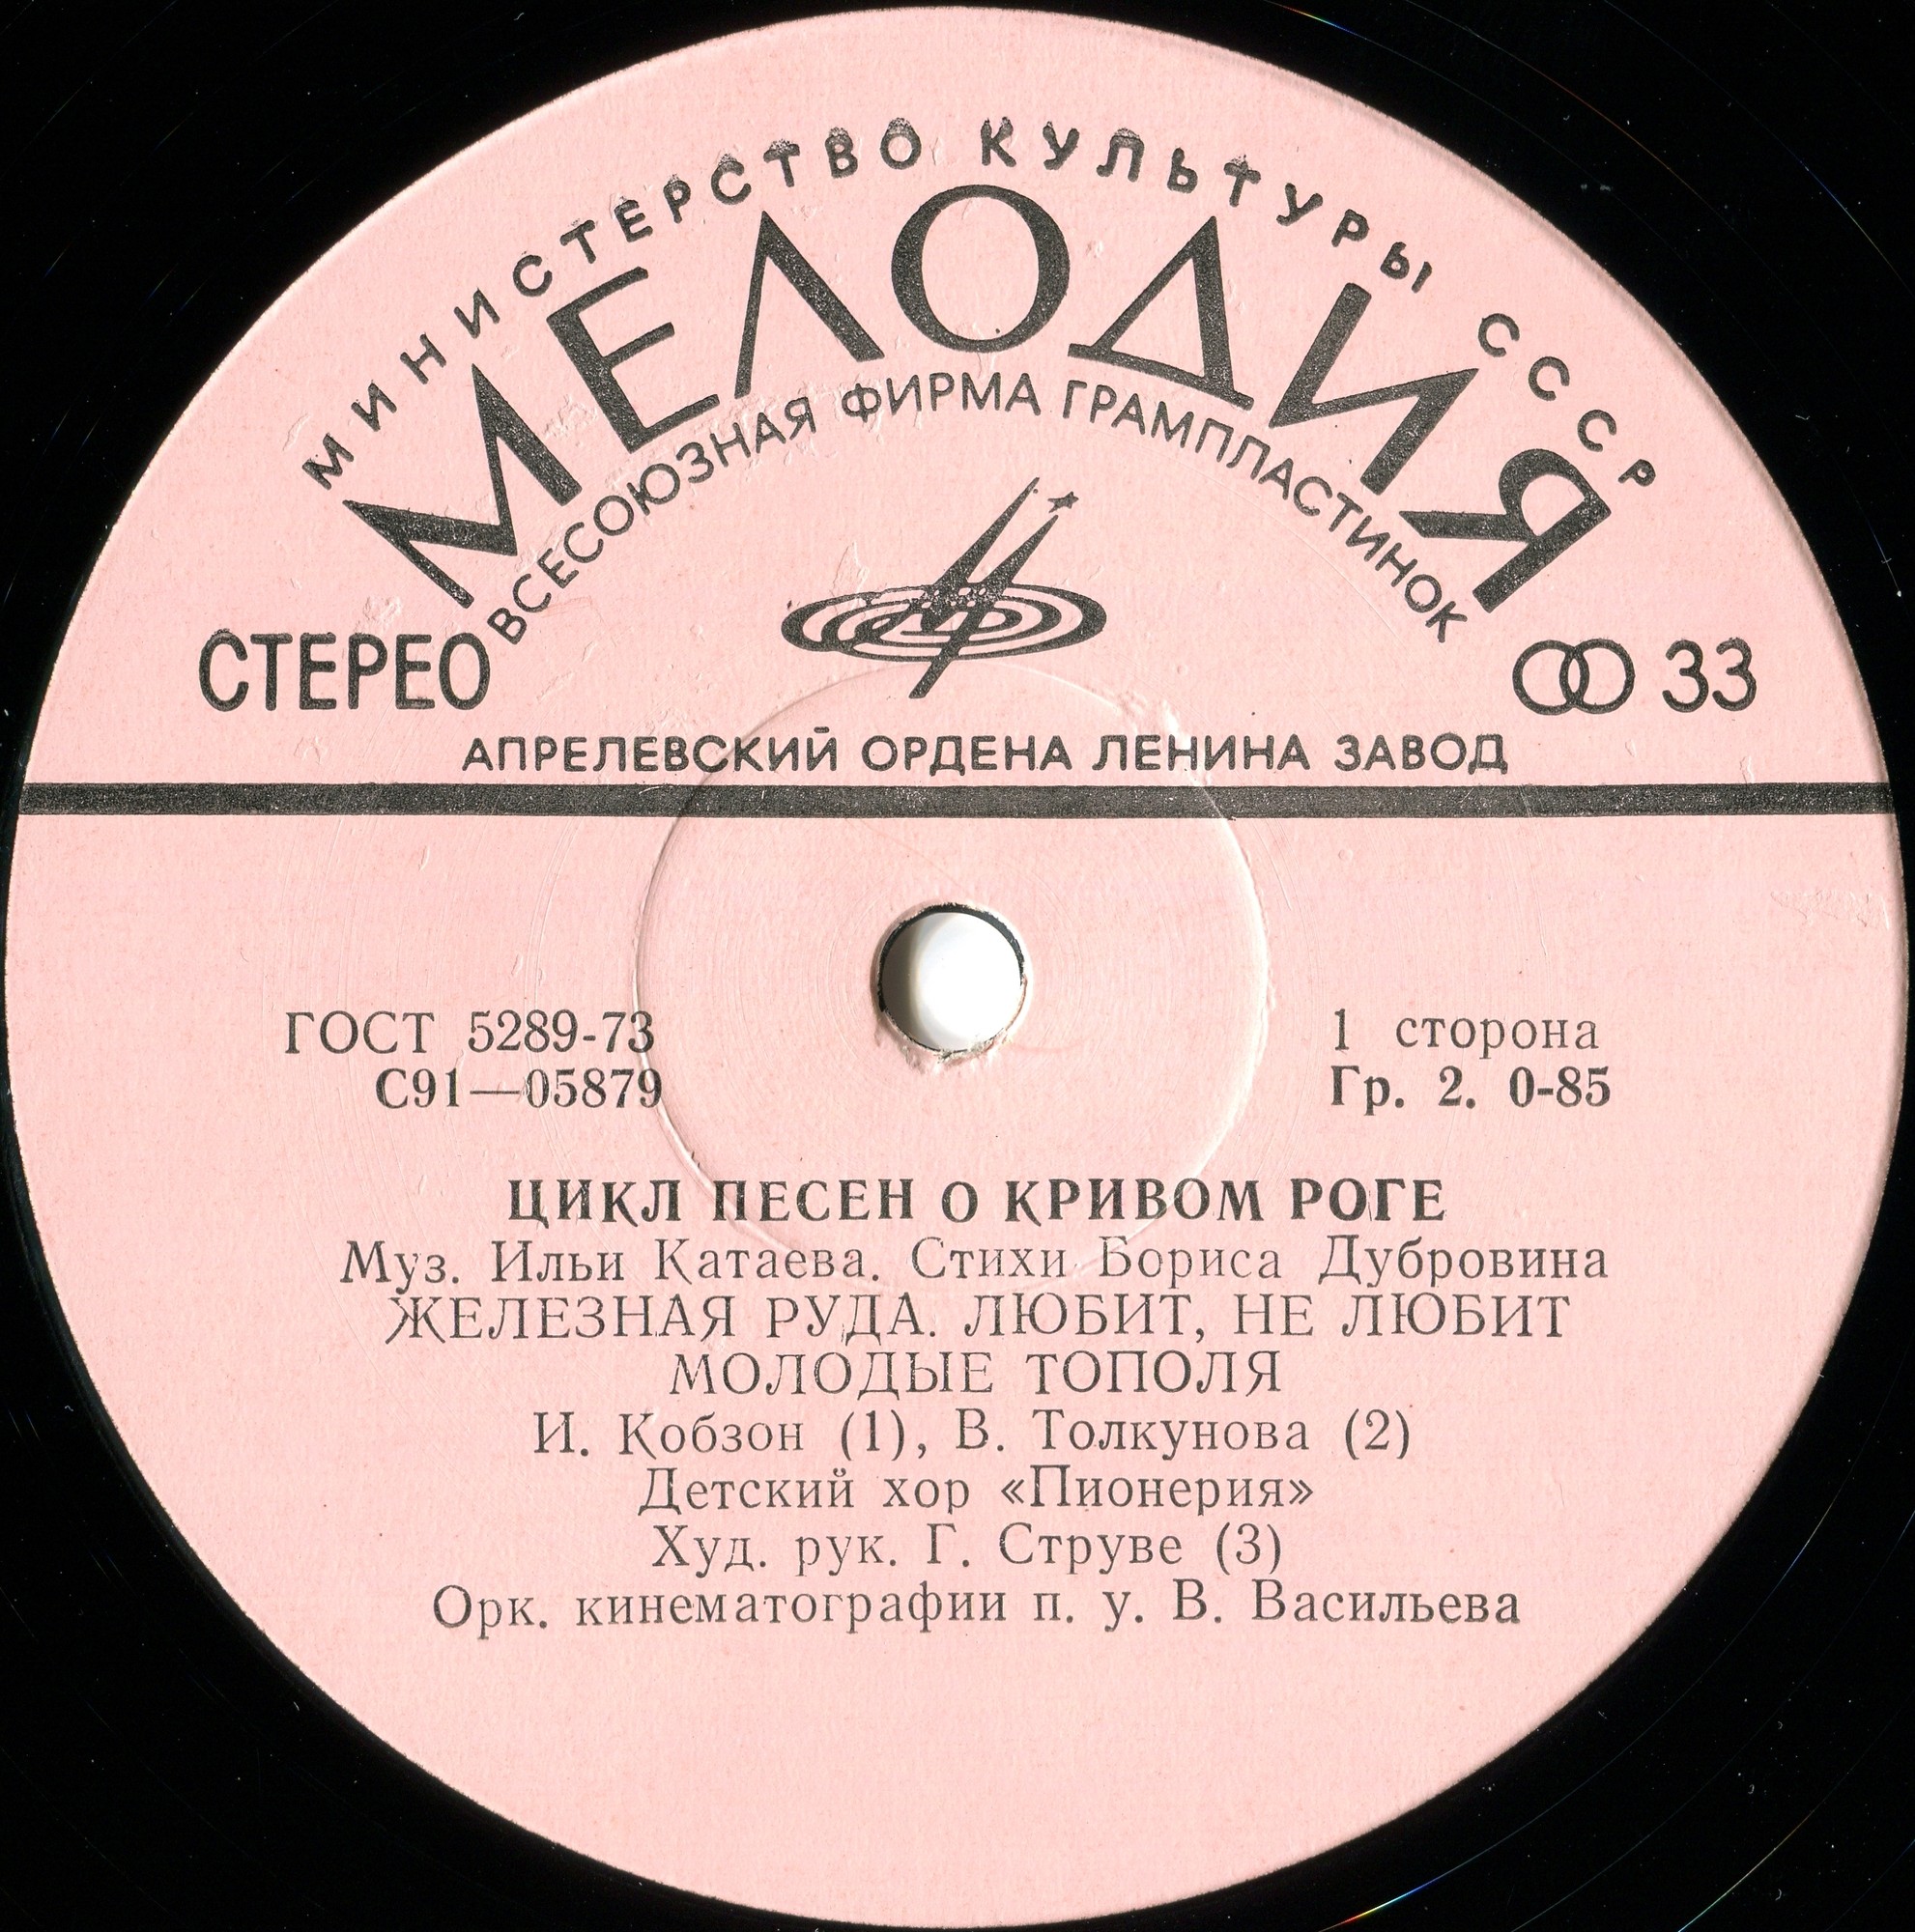 МИНИСТЕРСТВО КУЛЬТУРЫ СССР
МЕЛОДИЯ
ВСЕСОЮЗНАЯ ФИРМА ГРАМПЛАСТИНОК
СТЕРЕО
33
АПРЕЛЕВСКИЙ ОРДЕНА ЛЕНИНА ЗАВОД
ГОСТ 5289-73
1 сторона
С91—05879
Гр. 2. 0-85
ЦИКЛ ПЕСЕН О КРИВОМ РОГЕ
Муз. Ильи Катаева. Стихи Бориса Дубровина
ЖЕЛЕЗНАЯ РУДА. ЛЮБИТ, НЕ ЛЮБИТ
МОЛОДЫЕ ТОПОЛЯ
И. Кобзон (1), В. Толкунова (2)
Детский хор «Пионерия»
Худ. рук. Г. Струве (3)
Орк. кинематографии п. у. В. Васильева